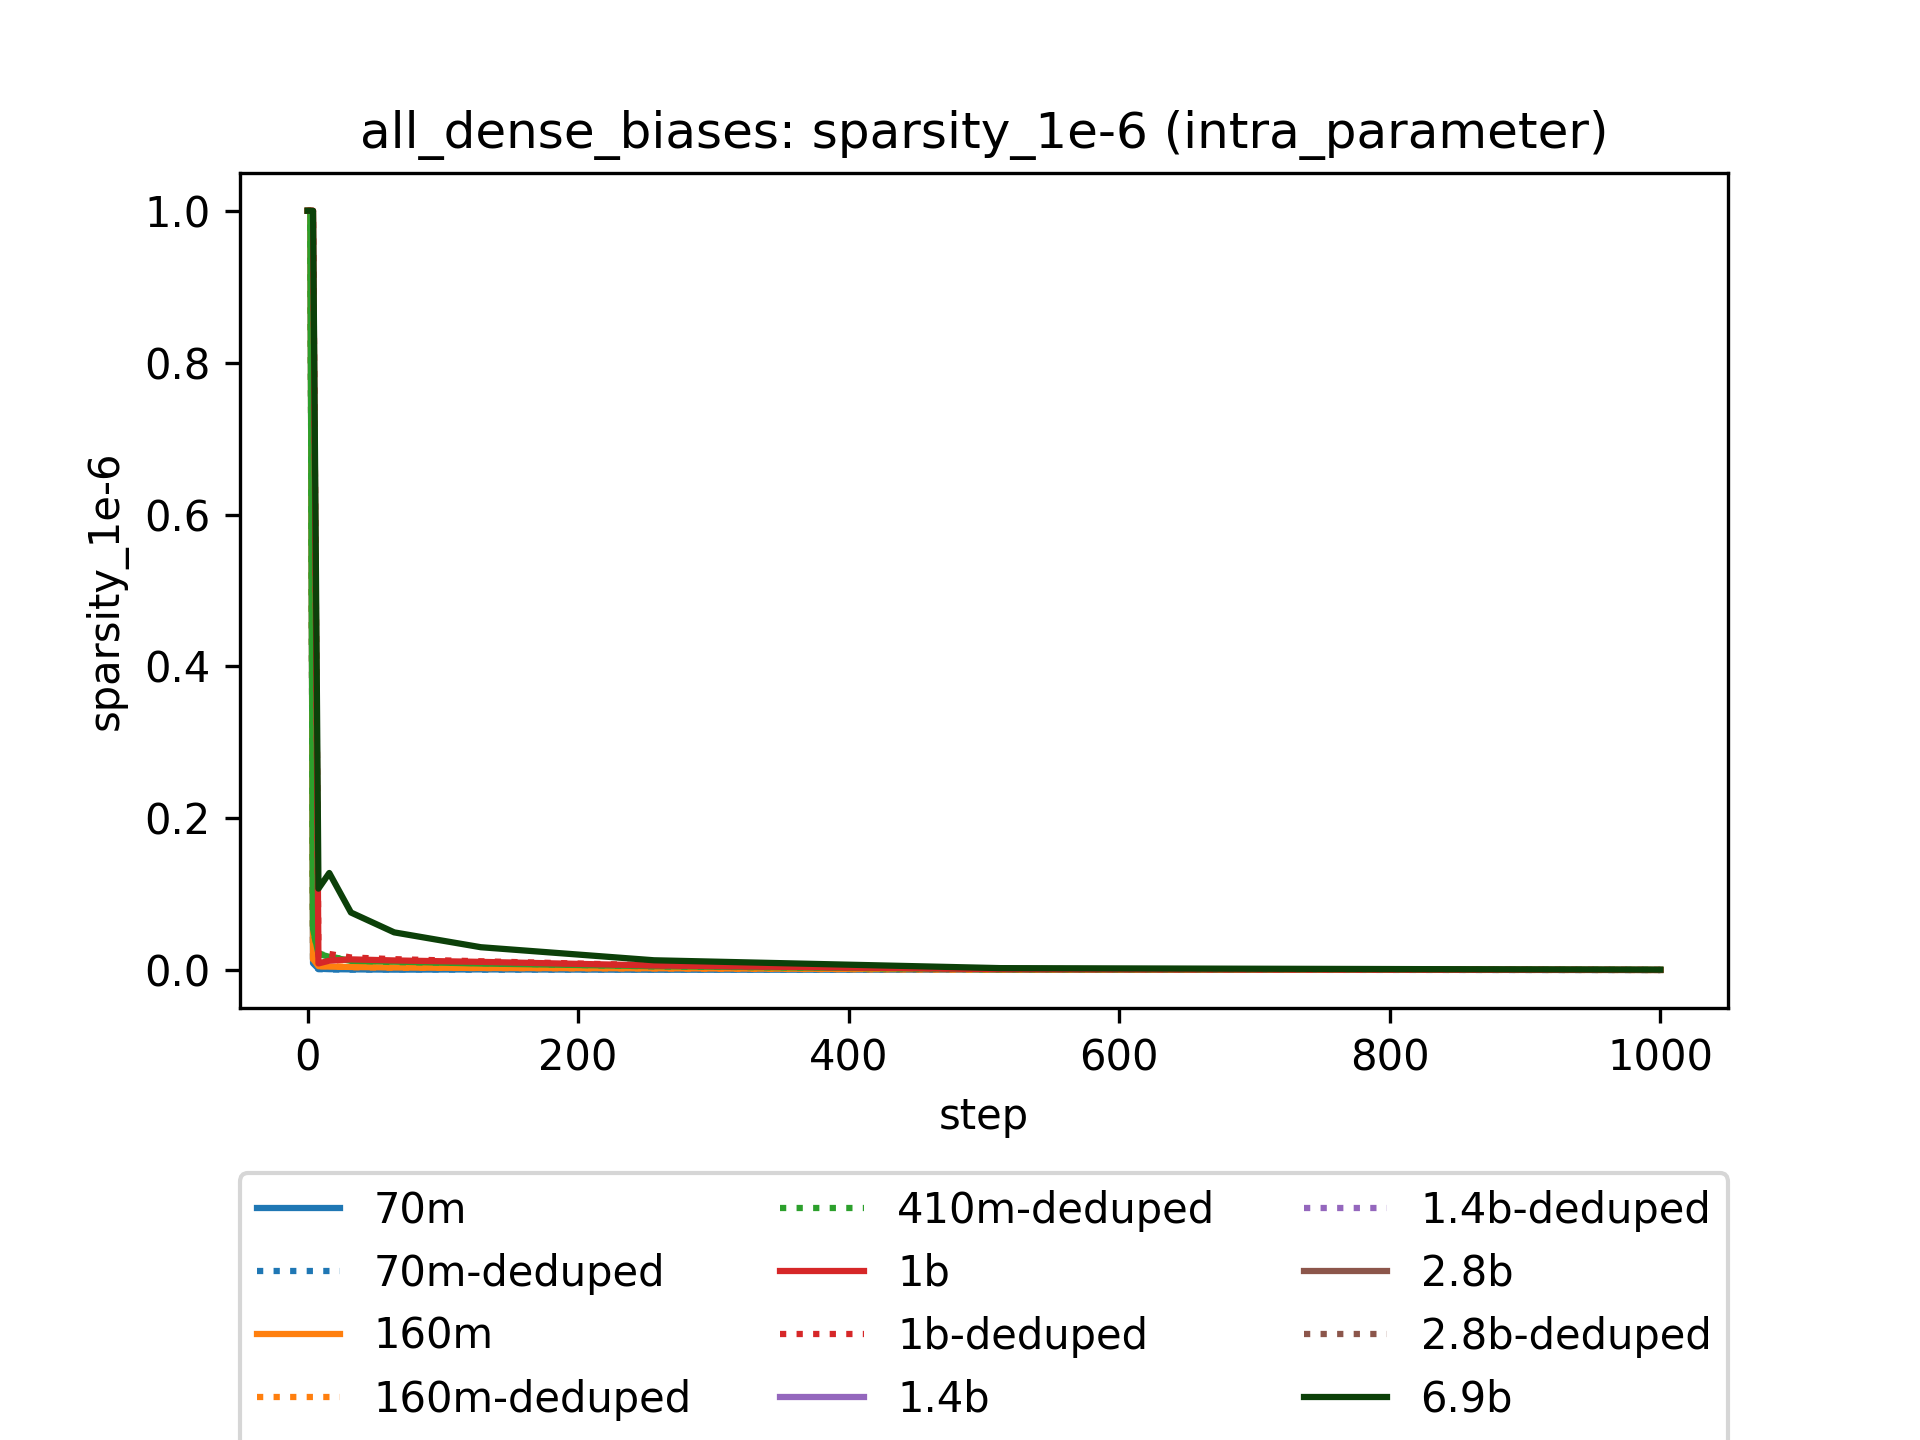 all_dense_biases: sparsity_1e-6 (intra_parameter)
1.0
0.8
0.6
0.4
0.2
0.0
sparsity_1e-6
0 200 400 600 800 1000
step
70m
70m-deduped
160m
160m-deduped
410m-deduped
1b
1b-deduped
1.4b
1.4b-deduped
2.8b
2.8b-deduped
6.9b